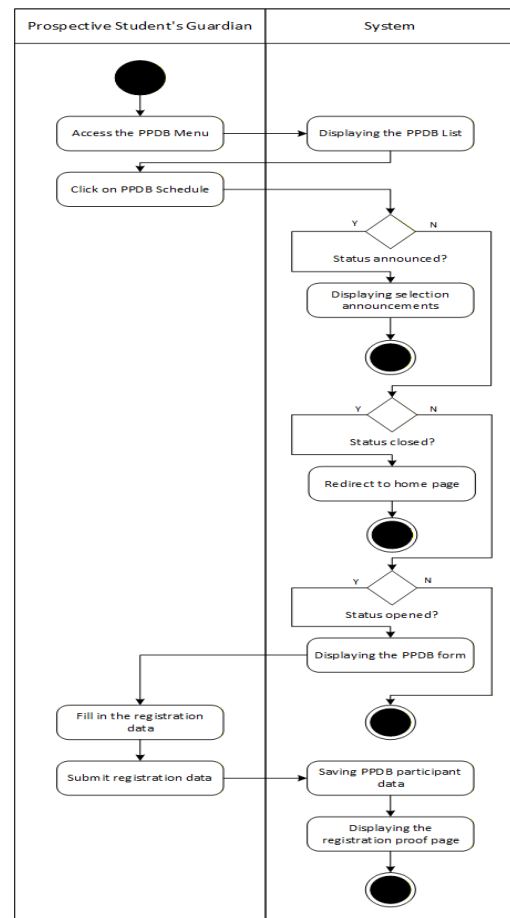 Prospective Student's Guardian
System
Access the PPDB Menu
Displaying the PPDB List
Click on PPDB Schedule
Y
N
Status announced?
Displaying selection
announcements
Y
N
Status closed?
Redirect to home page
Y
N
Status opened?
Displaying the PPDB form
Fill in the registration
data
Submit registration data
Saving PPDB participant
data
Displaying the
registration proof page